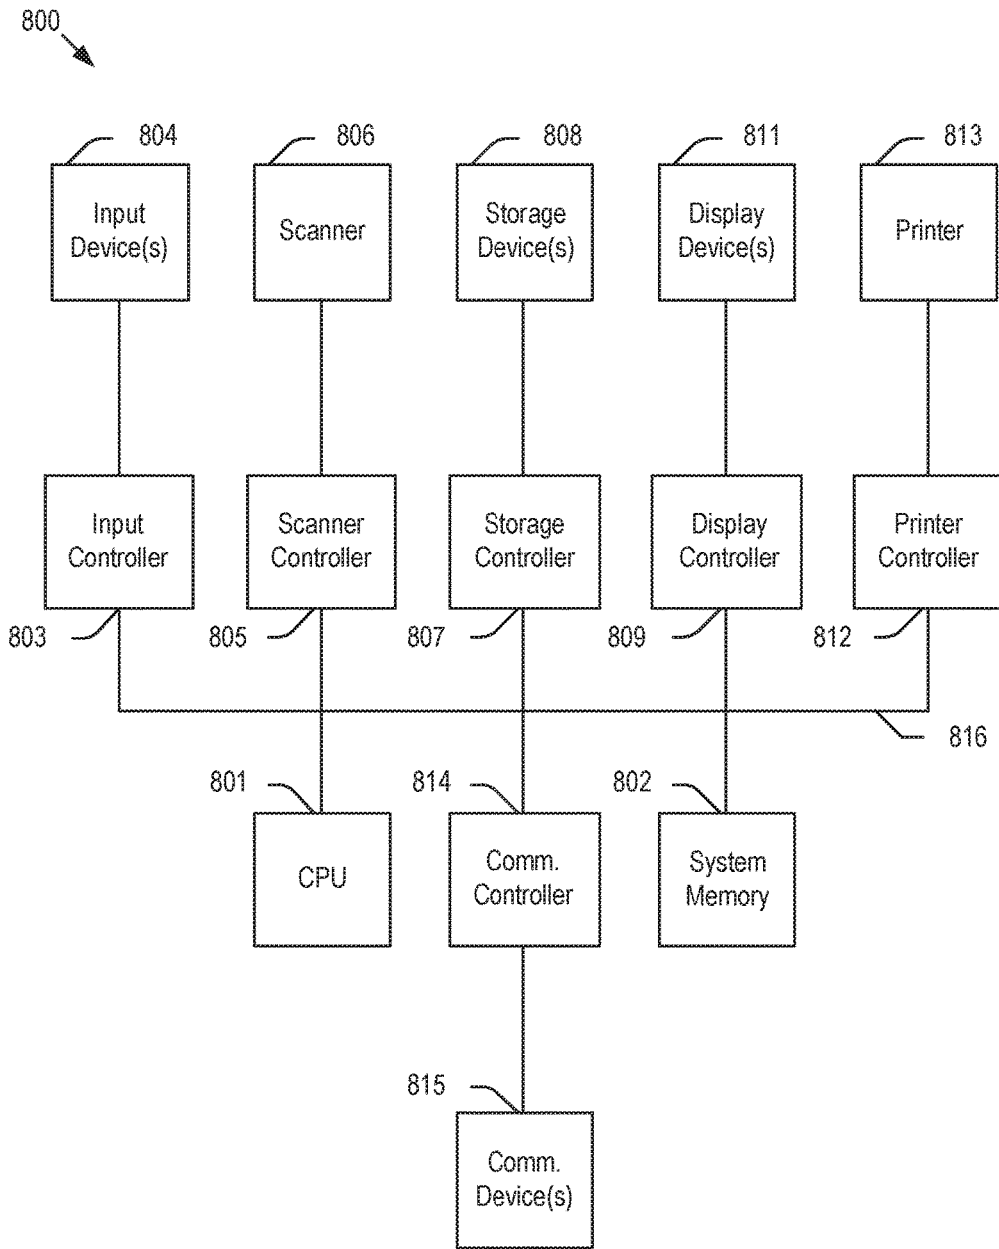 800
804
806
808
811
813
Input
Device(s)
Scanner
Storage
Device(s)
Display
Device(s)
Printer
Input
Controller
Scanner
Controller
Storage
Controller
Display
Controller
Printer
Controller
803
805
807
809
812
816
801
814
802
CPU
Comm.
Controller
System
Memory
815
Comm.
Device(s)